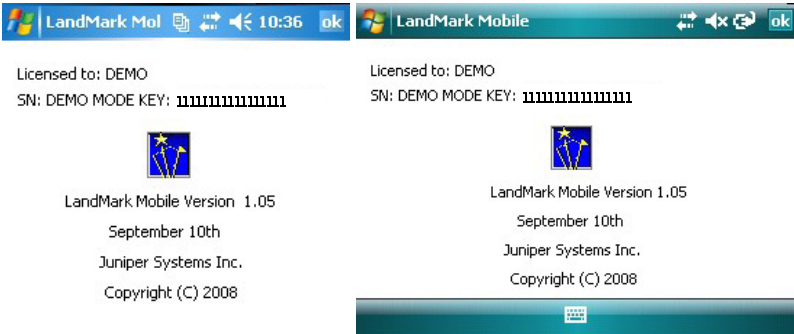 LandMark Mol 10:36 ok
Licensed to: DEMO
SN: DEMO MODE KEY: 1111111111111111
LandMark Mobile Version 1.05
September 10th
Juniper Systems Inc.
Copyright (C) 2008
LandMark Mobile ok
Licensed to: DEMO
SN: DEMO MODE KEY: 1111111111111111
LandMark Mobile Version 1.05
September 10th
Juniper Systems Inc.
Copyright (C) 2008